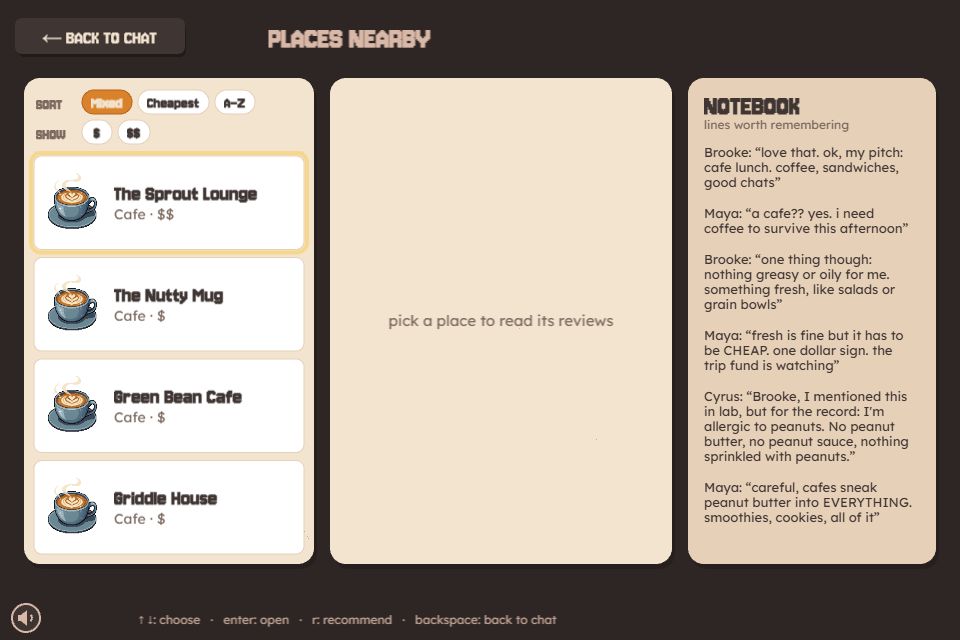 ← BACK TO CHAT
PLACES NEARBY
SORT Mixed Cheapest A-Z
SHOW $ $$
The Sprout Lounge
Cafe · $$
The Nutty Mug
Cafe · $
Green Bean Cafe
Cafe · $
Griddle House
Cafe · $
pick a place to read its reviews
NOTEBOOK
lines worth remembering
Brooke: “love that. ok, my pitch:
cafe lunch. coffee, sandwiches,
good chats”
Maya: “a cafe?? yes. i need
coffee to survive this afternoon”
Brooke: “one thing though:
nothing greasy or oily for me.
something fresh, like salads or
grain bowls”
Maya: “fresh is fine but it has to
be CHEAP. one dollar sign. the
trip fund is watching”
Cyrus: “Brooke, I mentioned this
in lab, but for the record: I'm
allergic to peanuts. No peanut
butter, no peanut sauce, nothing
sprinkled with peanuts.”
Maya: “careful, cafes sneak
peanut butter into EVERYTHING.
smoothies, cookies, all of it”
↑ ↓: choose · enter: open · r: recommend · backspace: back to chat